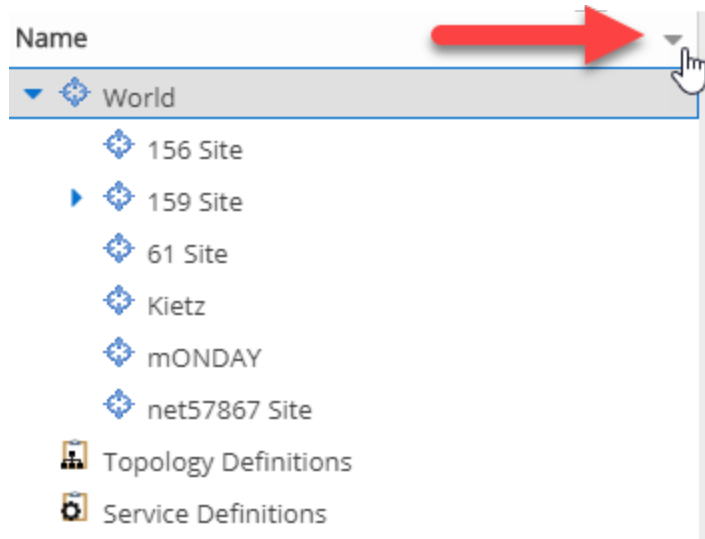 Name
World
156 Site
159 Site
61 Site
Kietz
mONDAY
net57867 Site
Topology Definitions
Service Definitions